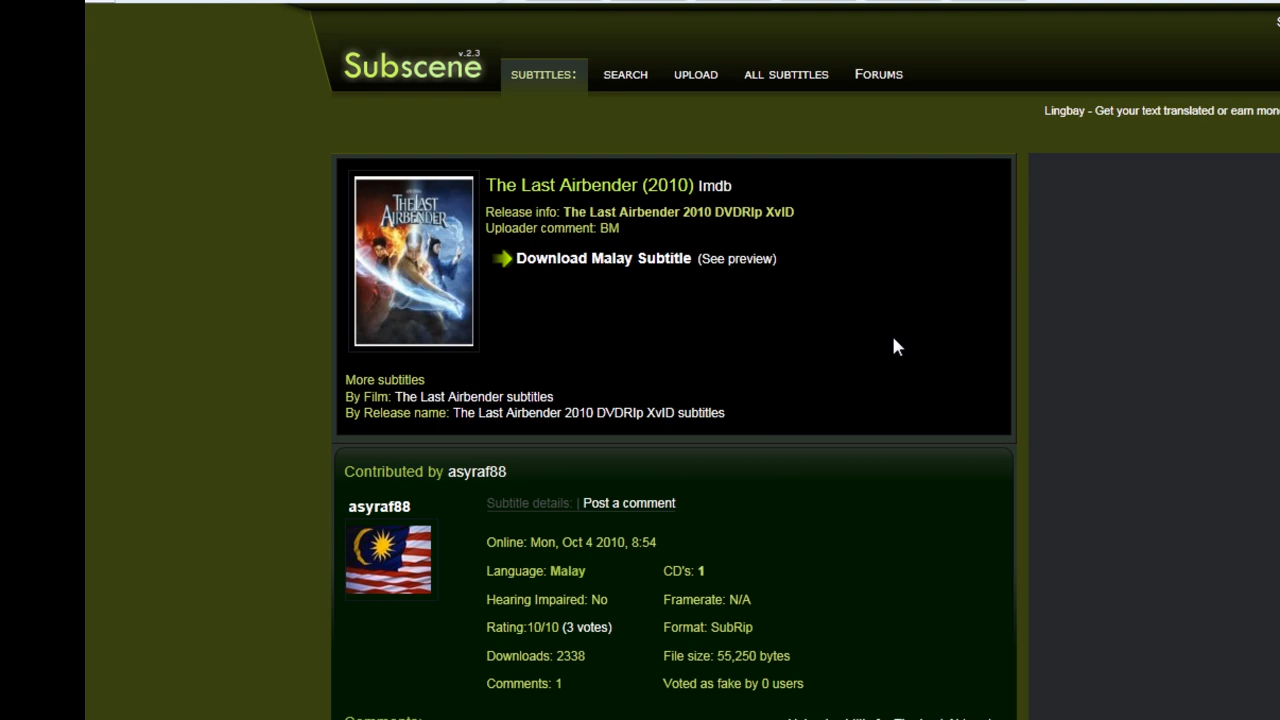 Subscene v.2.3
SUBTITLES: SEARCH UPLOAD ALL SUBTITLES FORUMS
Lingbay - Get your text translated or earn mon
THE LAST AIRBENDER
The Last Airbender (2010) Imdb
Release info: The Last Airbender 2010 DVDRIp XvID
Uploader comment: BM
Download Malay Subtitle (See preview)
More subtitles
By Film: The Last Airbender subtitles
By Release name: The Last Airbender 2010 DVDRIp XvID subtitles
Contributed by asyraf88
asyraf88
Subtitle details: | Post a comment
Online: Mon, Oct 4 2010, 8:54
Language: Malay CD's: 1
Hearing Impaired: No Framerate: N/A
Rating:10/10 (3 votes) Format: SubRip
Downloads: 2338 File size: 55,250 bytes
Comments: 1 Voted as fake by 0 users
Comments: